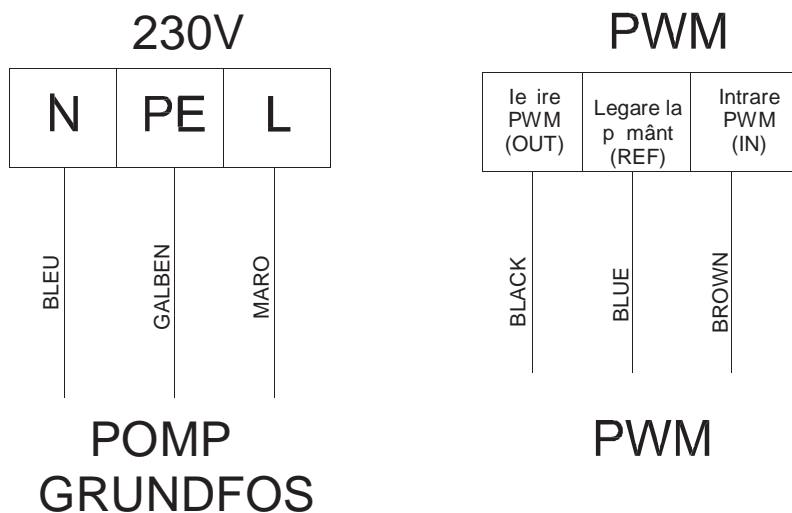 230V
N PE L
BLEU
GALBEN
MARO
POMP
GRUNDFOS
PWM
Ie ire
PWM
(OUT)
Legare la
p mânt
(REF)
Intrare
PWM
(IN)
BLACK
BLUE
BROWN
PWM